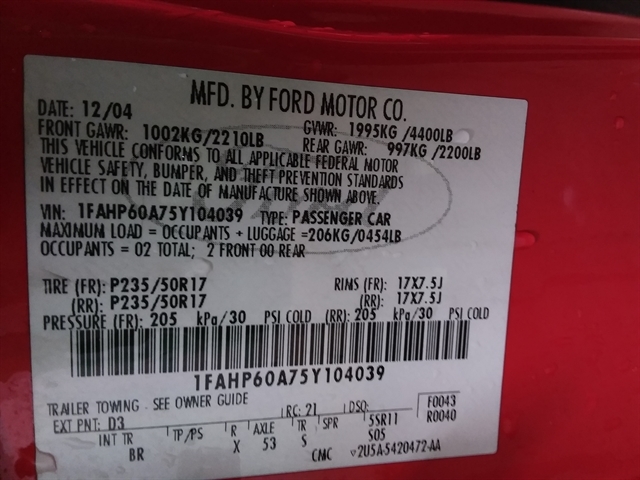 MFD. BY FORD MOTOR CO.
DATE: 12/04 GVWR: 1995KG /4400LB
FRONT GAWR: 1002KG/2210LB REAR GAWR: 997KG /2200LB
THIS VEHICLE CONFORMS TO ALL APPLICABLE FEDERAL MOTOR
VEHICLE SAFETY, BUMPER, AND THEFT PREVENTION STANDARDS
IN EFFECT ON THE DATE OF MANUFACTURE SHOWN ABOVE.
VIN: 1FAHP60A75Y104039 TYPE: PASSENGER CAR
MAXIMUM LOAD = OCCUPANTS + LUGGAGE =206KG/0454LB
OCCUPANTS = 02 TOTAL; 2 FRONT 00 REAR
TIRE (FR): P235/50R17 RIMS (FR): 17X7.5J
(RR): P235/50R17 (RR): 17X7.5J
PRESSURE (FR): 205 kPa/30 PSI COLD (RR): 205 kPa/30 PSI COLD
1FAHP60A75Y104039
TRAILER TOWING - SEE OWNER GUIDE
EXT PNT: D3 RC: 21 DSO: F0043
R0040
INT TR TP/PS R AXLE TR SPR 5SR11
BR X 53 S S05
CMC 2U5A-5420472-AA